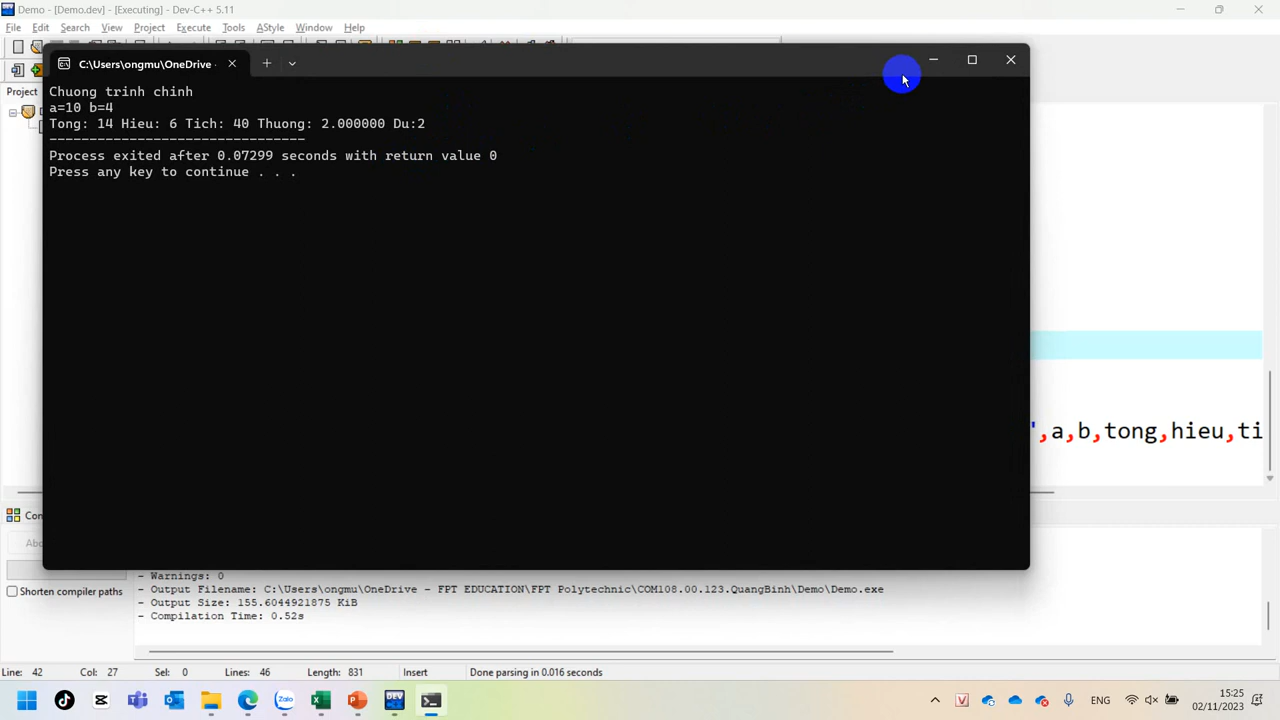 Demo - [Demo.dev] - [Executing] - Dev-C++ 5.11
File Edit Search View Project Execute Tools AStyle Window Help
C:\Users\ongmu\OneDrive -
Project
Chuong trinh chinh
a=10 b=4
Tong: 14 Hieu: 6 Tich: 40 Thuong: 2.000000 Du:2
--------------------------------
Process exited after 0.07299 seconds with return value 0
Press any key to continue . . .
',a,b,tong,hieu,ti
Con
Abo
Shorten compiler paths
- Warnings: 0
- Output Filename: C:\Users\ongmu\OneDrive - FPT EDUCATION\FPT Polytechnic\COM108.00.123.QuangBinh\Demo\Demo.exe
- Output Size: 155.6044921875 KiB
- Compilation Time: 0.52s
Line: 42 Col: 27 Sel: 0 Lines: 46 Length: 831 Insert Done parsing in 0.016 seconds
ENG
15:25
02/11/2023